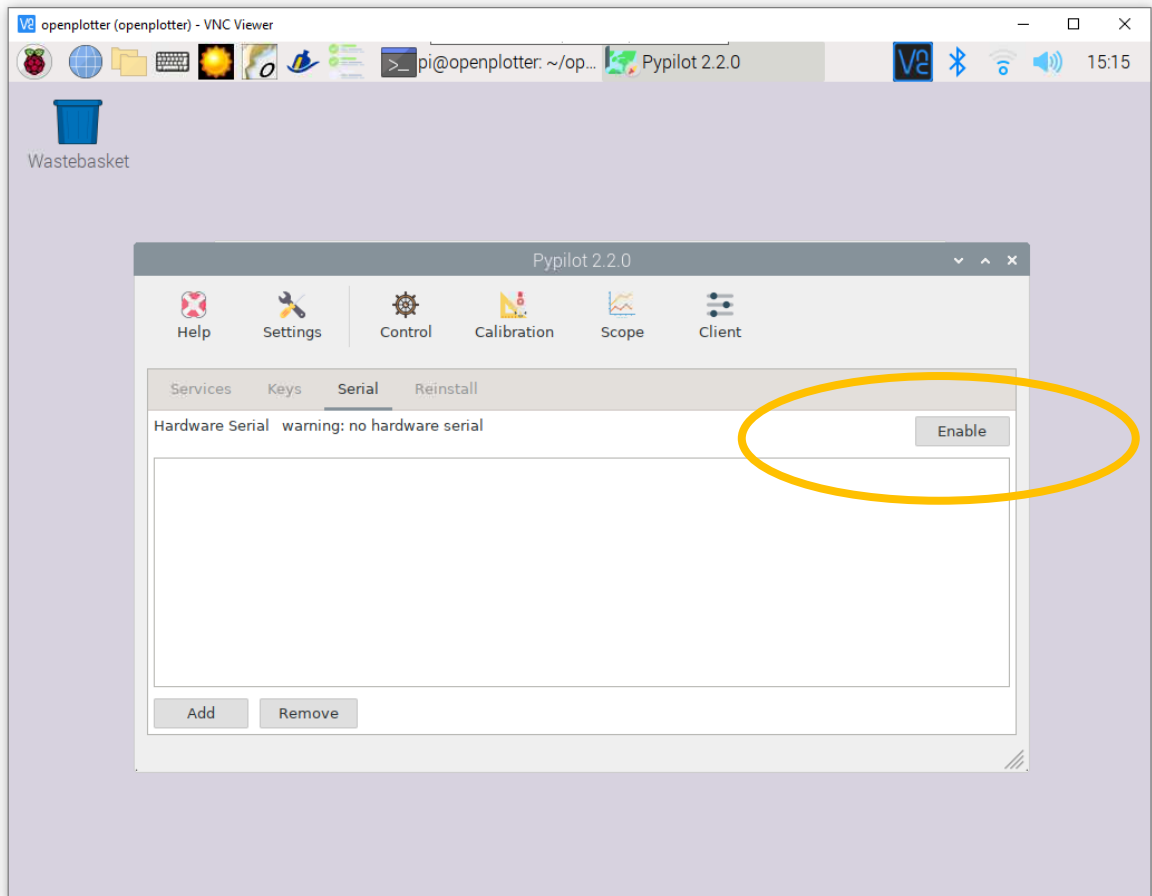 openplotter (openplotter) - VNC Viewer
pi@openplotter: ~/op... Pypilot 2.2.0 15:15
Wastebasket
Pypilot 2.2.0
Help Settings Control Calibration Scope Client
Services Keys Serial Reinstall
Hardware Serial warning: no hardware serial Enable
Add Remove